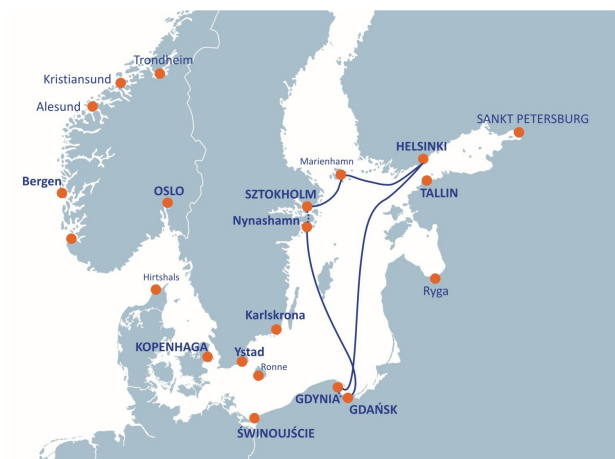 Trondheim
Kristiansund
Alesund
SANKT PETERSBURG
HELSINKI
Marienhamn
Bergen
OSLO
SZTOKHOLM
TALLIN
Nynashamn
Hirtshals
Ryga
Karlskrona
KOPENHAGA
Ystad
Ronne
GDYNIA
GDAŃSK
ŚWINOUJŚCIE